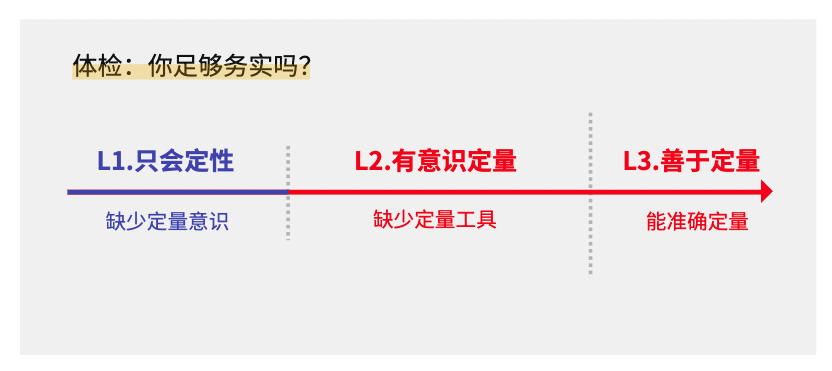 体检：你足够务实吗？
L1.只会定性
L2.有意识定量
L3.善于定量
缺少定量意识
缺少定量工具
能准确定量